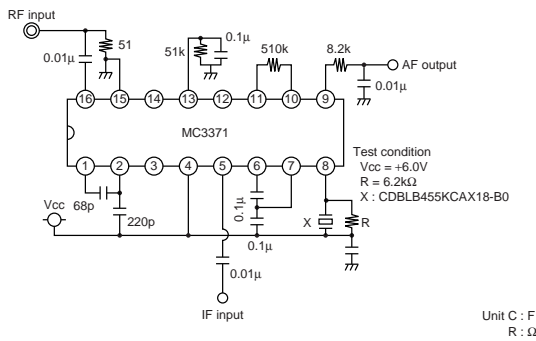 RF input
0.1μ
51
0.01μ
51k
510k
8.2k
AF output
0.01μ
16 15 14 13 12 11 10 9
MC3371
1 2 3 4 5 6 7 8
Test condition
Vcc = +6.0V
R = 6.2kΩ
X : CDBLB455KCAX18-B0
Vcc
68p
220p
0.1μ
0.1μ
X
R
0.01μ
IF input
Unit C : F
R : Ω